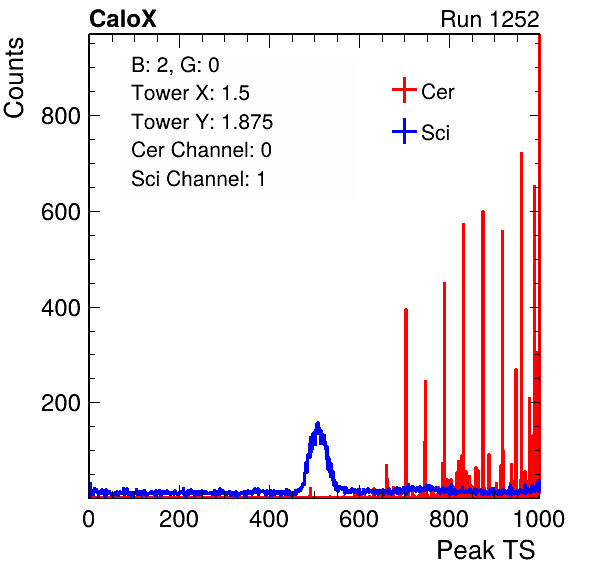 CaloX Run 1252
Counts
B: 2, G: 0
Tower X: 1.5
Tower Y: 1.875
Cer Channel: 0
Sci Channel: 1
Cer
Sci
800
600
400
200
0 200 400 600 800 1000
Peak TS